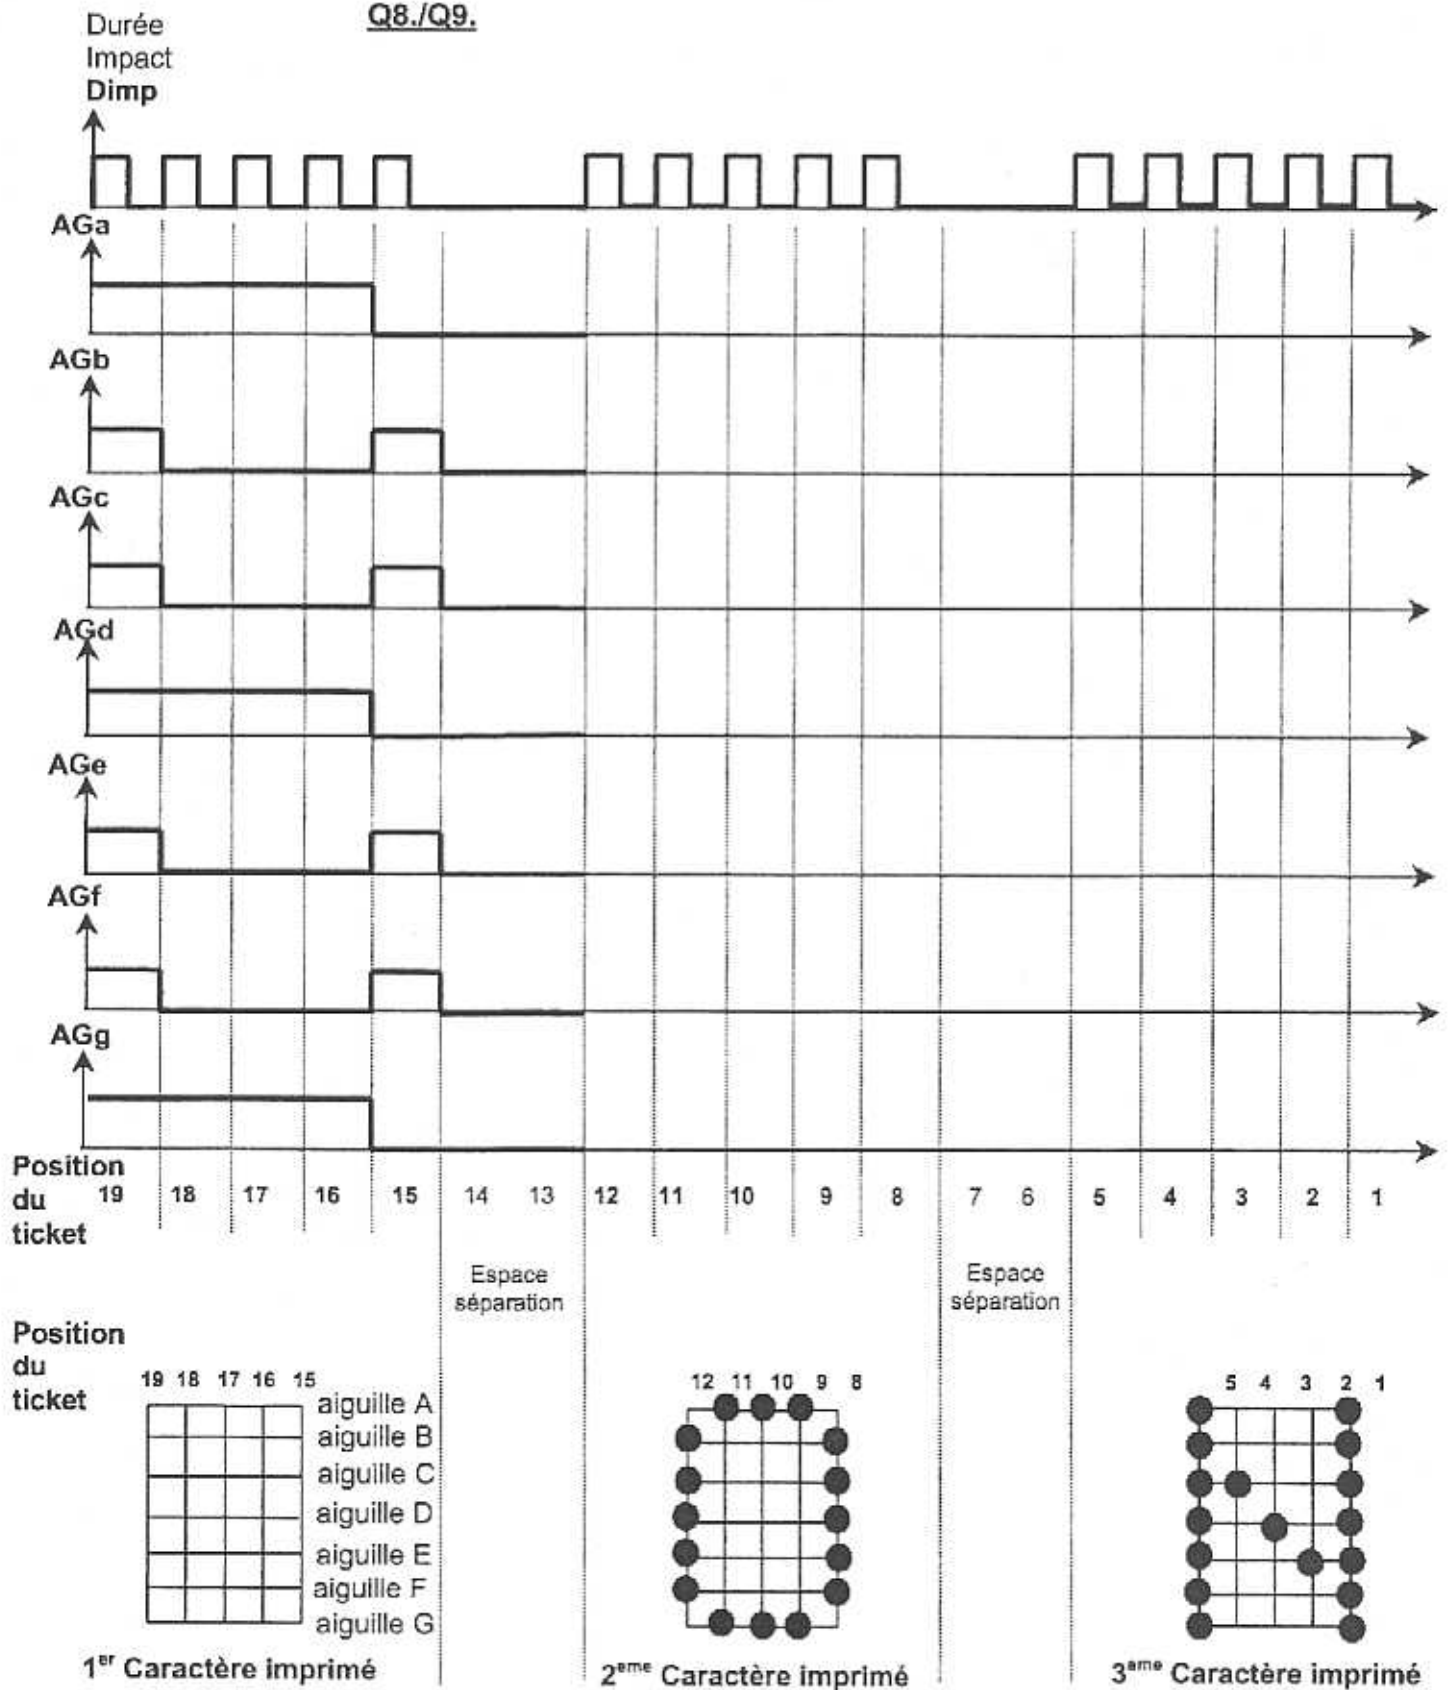 Q8./Q9.
Durée
Impact
Dimp
AGa
AGb
AGc
AGd
AGe
AGf
AGg
Position
du
ticket
19 18 17 16 15 14 13 12 11 10 9 8 7 6 5 4 3 2 1
Espace
séparation
Espace
séparation
Position
du
ticket
19 18 17 16 15
aiguille A
aiguille B
aiguille C
aiguille D
aiguille E
aiguille F
aiguille G
1er Caractère imprimé
12 11 10 9 8
2eme Caractère imprimé
5 4 3 2 1
3eme Caractère imprimé